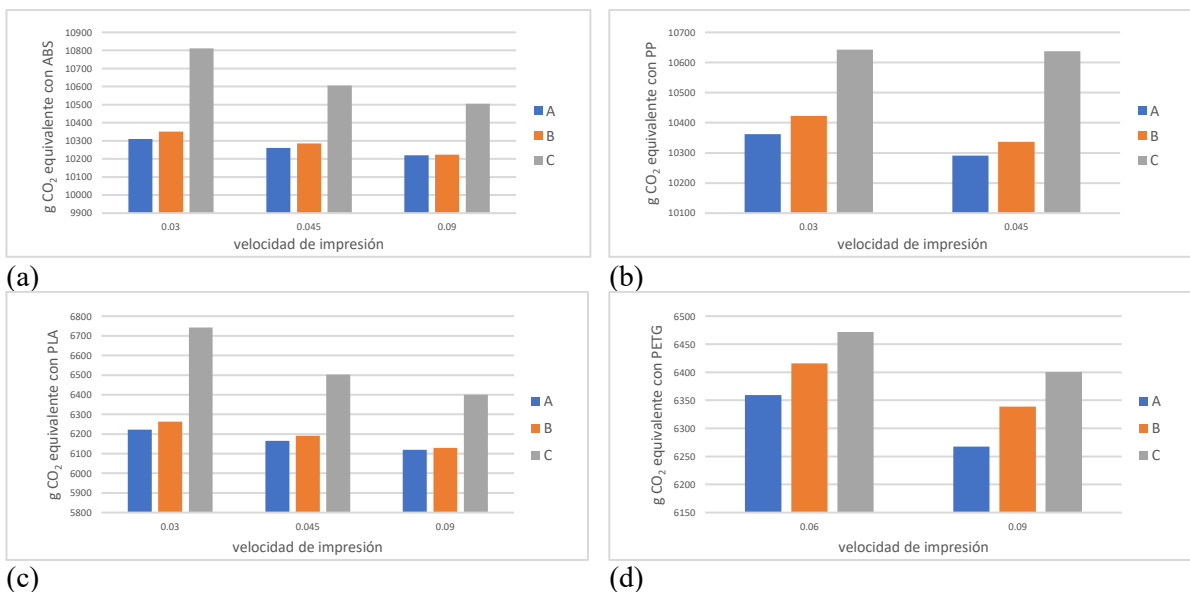 g CO2 equivalente con ABS
10900
10800
10700
10600
10500
10400
10300
10200
10100
10000
9900
0.03 0.045 0.09
velocidad de impresión
A
B
C
(a)
g CO2 equivalente con PP
10700
10600
10500
10400
10300
10200
10100
0.03 0.045
velocidad de impresión
A
B
C
(b)
g CO2 equivalente con PLA
6800
6700
6600
6500
6400
6300
6200
6100
6000
5900
5800
0.03 0.045 0.09
velocidad de impresión
A
B
C
(c)
g CO2 equivalente con PETG
6500
6450
6400
6350
6300
6250
6200
6150
0.06 0.09
velocidad de impresión
A
B
C
(d)